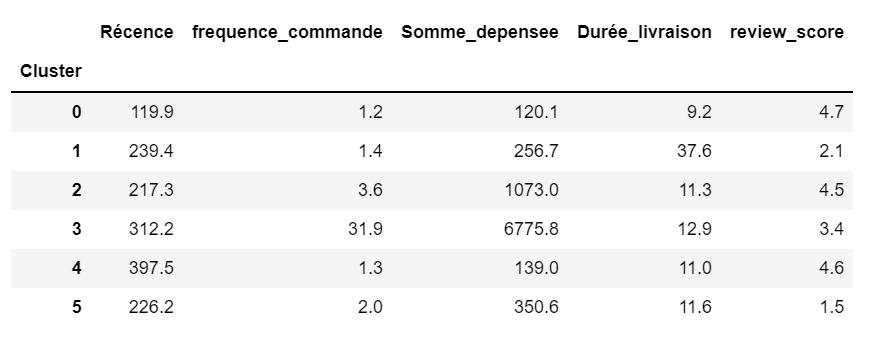 Récence frequence_commande Somme_depensee Durée_livraison review_score
Cluster
0 119.9 1.2 120.1 9.2 4.7
1 239.4 1.4 256.7 37.6 2.1
2 217.3 3.6 1073.0 11.3 4.5
3 312.2 31.9 6775.8 12.9 3.4
4 397.5 1.3 139.0 11.0 4.6
5 226.2 2.0 350.6 11.6 1.5